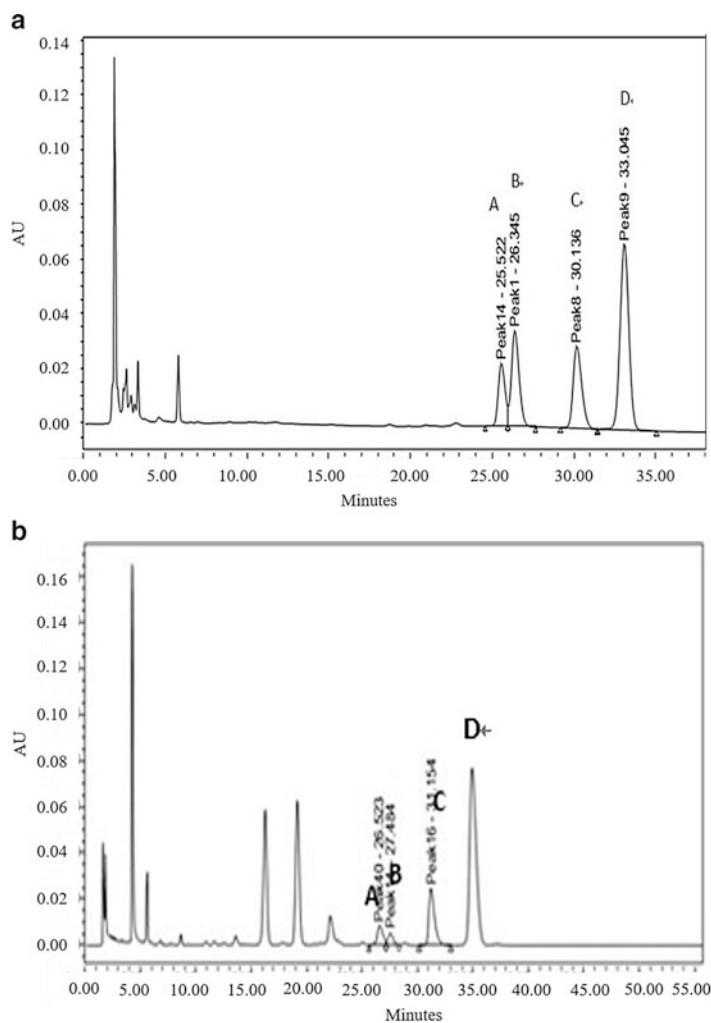 a
0.14
0.12
0.10
0.08
0.06
0.04
0.02
0.00
AU
A
Peak14 - 25.522
B
Peak1 - 26.345
C
Peak8 - 30.136
D
Peak9 - 33.045
0.00 5.00 10.00 15.00 20.00 25.00 30.00 35.00
Minutes
b
0.16
0.14
0.12
0.10
0.08
0.06
0.04
0.02
0.00
AU
A
Peak40 - 26.523
B
27.484
C
Peak16 - 31.154
D←
0.00 5.00 10.00 15.00 20.00 25.00 30.00 35.00 40.00 45.00 50.00 55.00
Minutes